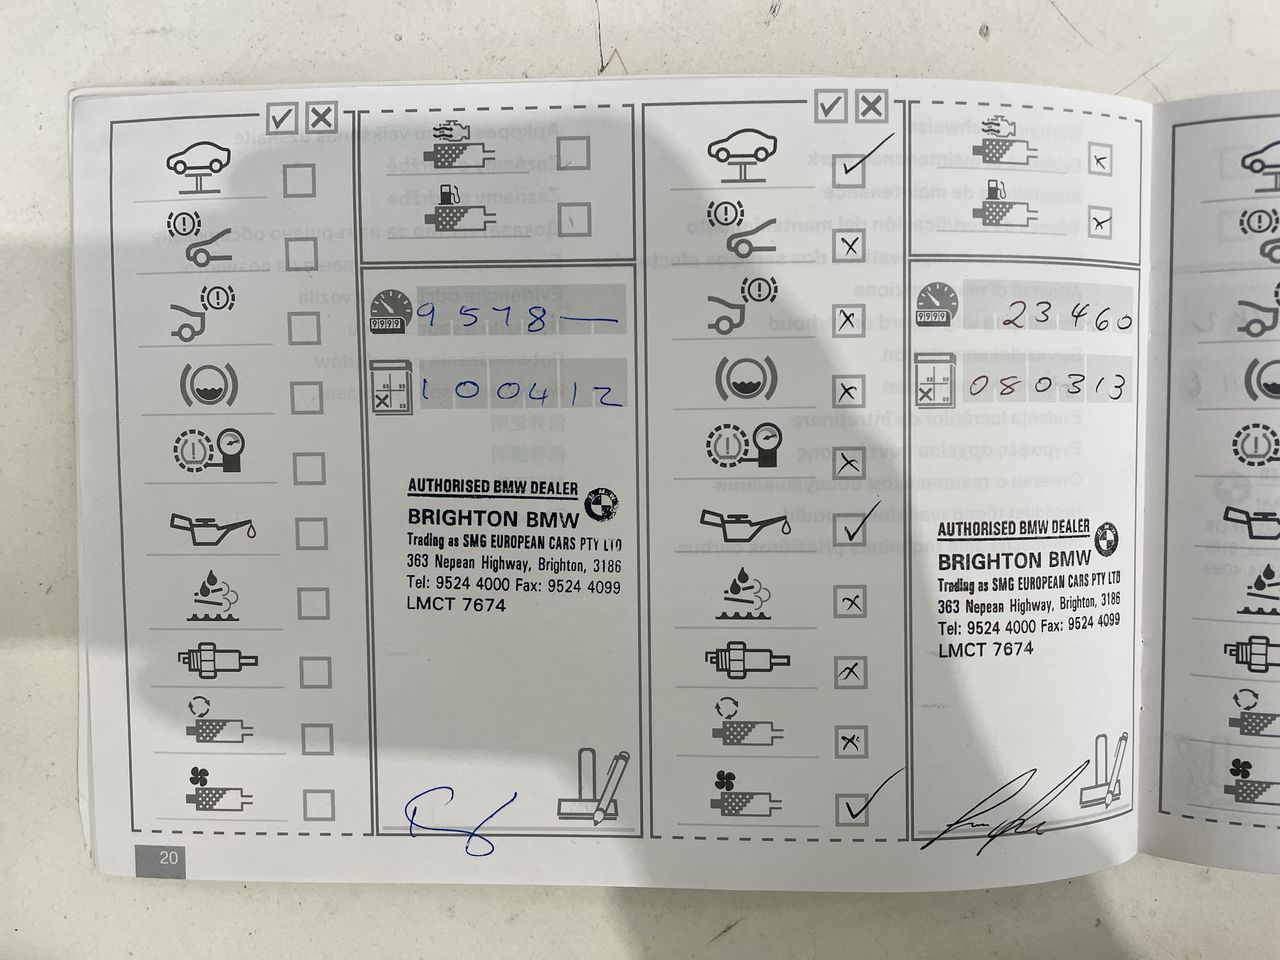 9578—
100412
AUTHORISED BMW DEALER
BRIGHTON BMW
Trading as SMG EUROPEAN CARS PTY LTD
363 Nepean Highway, Brighton, 3186
Tel: 9524 4000 Fax: 9524 4099
LMCT 7674
20
23460
080313
AUTHORISED BMW DEALER
BRIGHTON BMW
Trading as SMG EUROPEAN CARS PTY LTD
363 Nepean Highway, Brighton, 3186
Tel: 9524 4000 Fax: 9524 4099
LMCT 7674